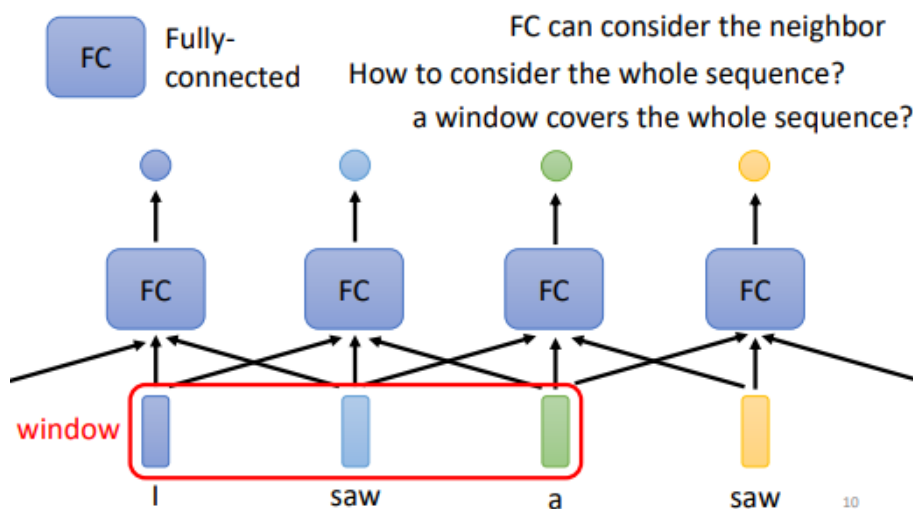 FC
Fully-
connected
FC can consider the neighbor
How to consider the whole sequence?
a window covers the whole sequence?
FC
FC
FC
FC
window
I
saw
a
saw
10